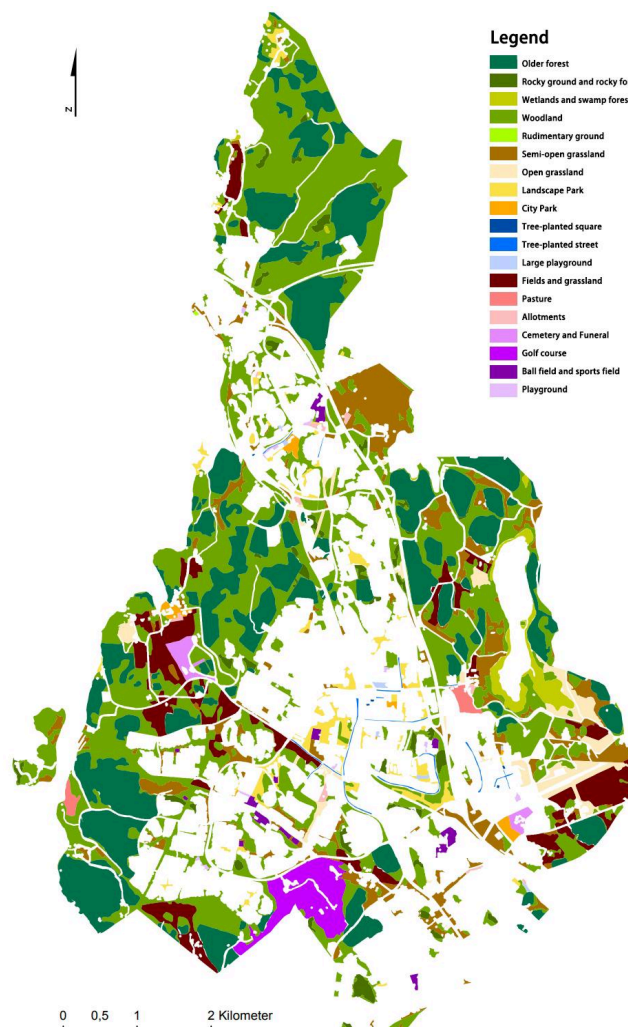 Legend
Older forest
Rocky ground and rocky fo
Wetlands and swamp fores
Woodland
Rudimentary ground
Semi-open grassland
Open grassland
Landscape Park
City Park
Tree-planted square
Tree-planted street
Large playground
Fields and grassland
Pasture
Allotments
Cemetery and Funeral
Golf course
Ball field and sports field
Playground
N
0 0,5 1 2 Kilometer